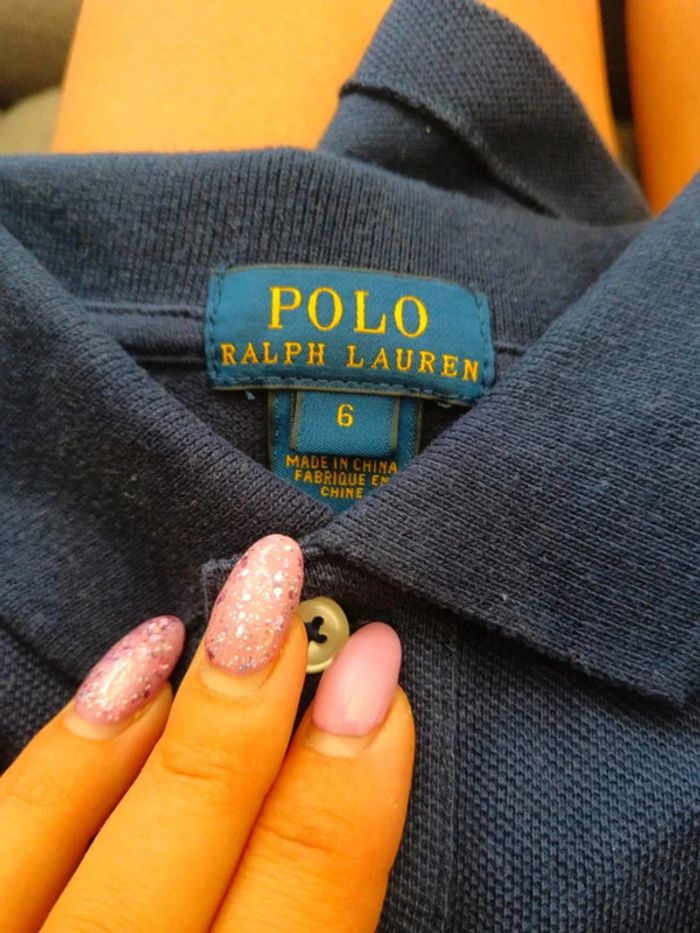 POLO
RALPH LAUREN
6
MADE IN CHINA
FABRIQUE EN
CHINE